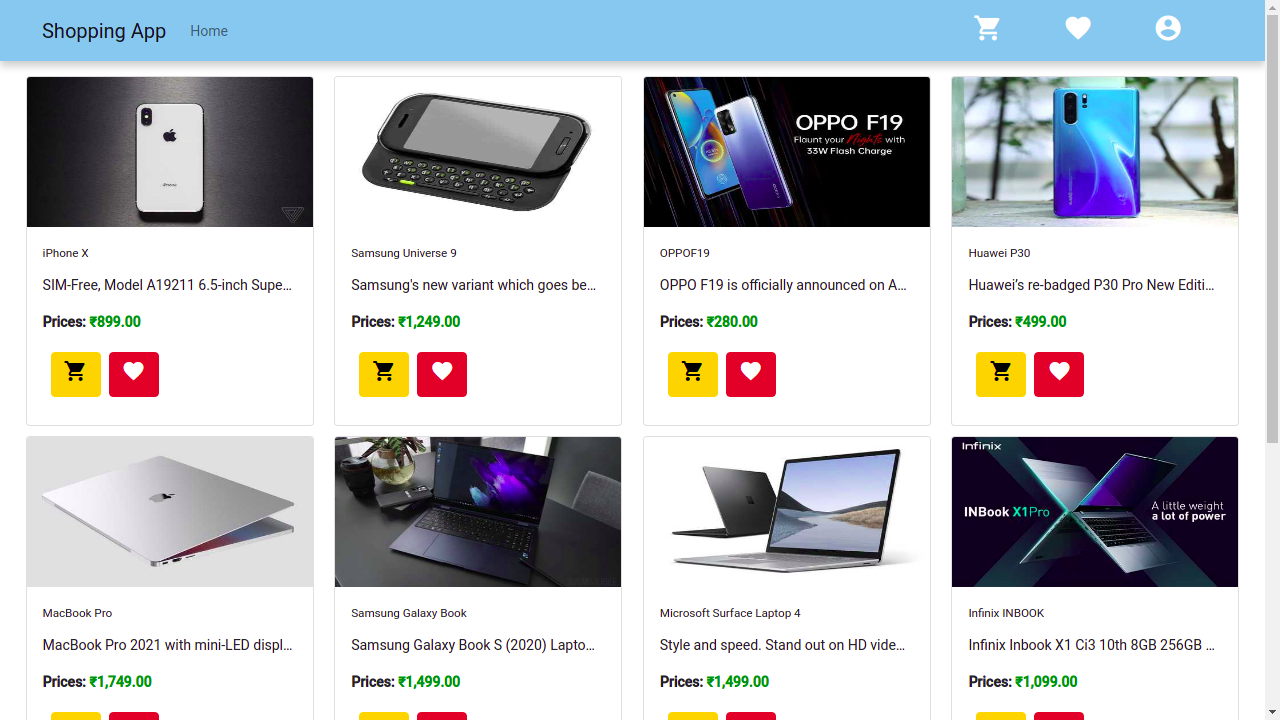 Shopping App
Home
OPPO F19
Flaunt your Nights with
33W Flash Charge
iPhone X
Samsung Universe 9
OPPOF19
Huawei P30
SIM-Free, Model A19211 6.5-inch Supe...
Samsung's new variant which goes be...
OPPO F19 is officially announced on A...
Huawei’s re-badged P30 Pro New Editi...
Prices: ₹899.00
Prices: ₹1,249.00
Prices: ₹280.00
Prices: ₹499.00
Infinix
INBook X1Pro
A little weight
a lot of power
MacBook Pro
Samsung Galaxy Book
Microsoft Surface Laptop 4
Infinix INBOOK
MacBook Pro 2021 with mini-LED displ...
Samsung Galaxy Book S (2020) Lapto...
Style and speed. Stand out on HD vide...
Infinix Inbook X1 Ci3 10th 8GB 256GB ...
Prices: ₹1,749.00
Prices: ₹1,499.00
Prices: ₹1,499.00
Prices: ₹1,099.00